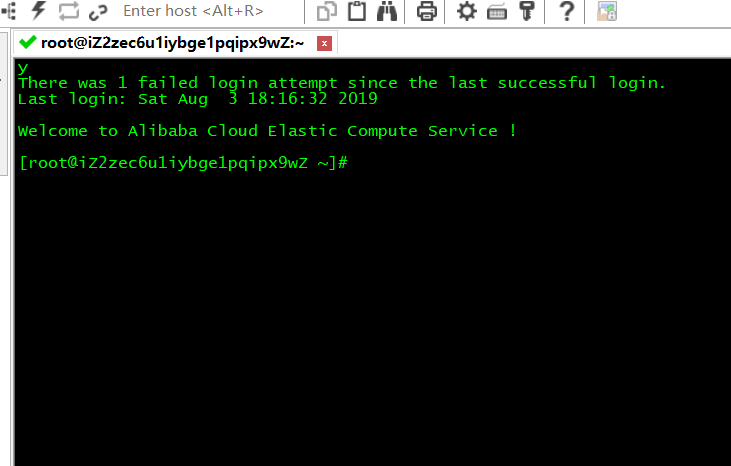 Enter host <Alt+R>
root@iZ2zec6u1iybge1pqipx9wZ:~
y
There was 1 failed login attempt since the last successful login.
Last login: Sat Aug  3 18:16:32 2019
Welcome to Alibaba Cloud Elastic Compute Service !
[root@iZ2zec6u1iybge1pqipx9wZ ~]#